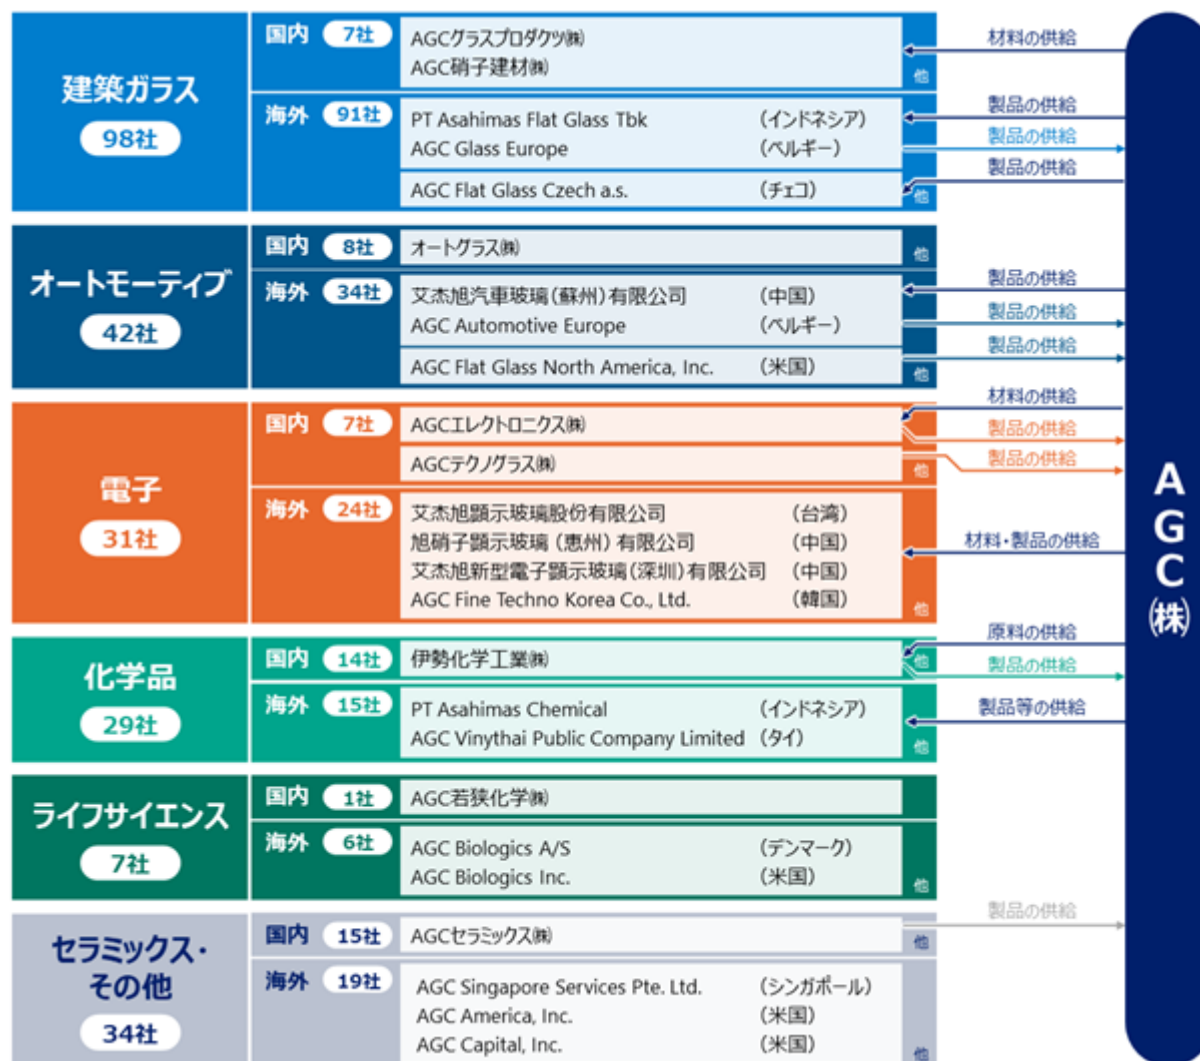 建築ガラス
98社
国内 7社
AGCグラスプロダクツ㈱
AGC硝子建材㈱
他
材料の供給
海外 91社
PT Asahimas Flat Glass Tbk (インドネシア)
AGC Glass Europe (ベルギー)
AGC Flat Glass Czech a.s. (チェコ)
他
製品の供給
製品の供給
製品の供給
オートモーティブ
42社
国内 8社
オートグラス㈱
他
海外 34社
艾杰旭汽車玻璃(蘇州)有限公司 (中国)
AGC Automotive Europe (ベルギー)
AGC Flat Glass North America, Inc. (米国)
他
製品の供給
製品の供給
製品の供給
電子
31社
国内 7社
AGCエレクトロニクス㈱
AGCテクノグラス㈱
他
材料の供給
製品の供給
製品の供給
海外 24社
艾杰旭顕示玻璃股份有限公司 (台湾)
旭硝子顕示玻璃 (恵州) 有限公司 (中国)
艾杰旭新型電子顕示玻璃(深圳)有限公司 (中国)
AGC Fine Techno Korea Co., Ltd. (韓国)
他
材料・製品の供給
化学品
29社
国内 14社
伊勢化学工業㈱
他
原料の供給
製品の供給
海外 15社
PT Asahimas Chemical (インドネシア)
AGC Vinythai Public Company Limited (タイ)
他
製品等の供給
ライフサイエンス
7社
国内 1社
AGC若狭化学㈱
海外 6社
AGC Biologics A/S (デンマーク)
AGC Biologics Inc. (米国)
他
セラミックス・
その他
34社
国内 15社
AGCセラミックス㈱
他
製品の供給
海外 19社
AGC Singapore Services Pte. Ltd. (シンガポール)
AGC America, Inc. (米国)
AGC Capital, Inc. (米国)
他
AGC㈱